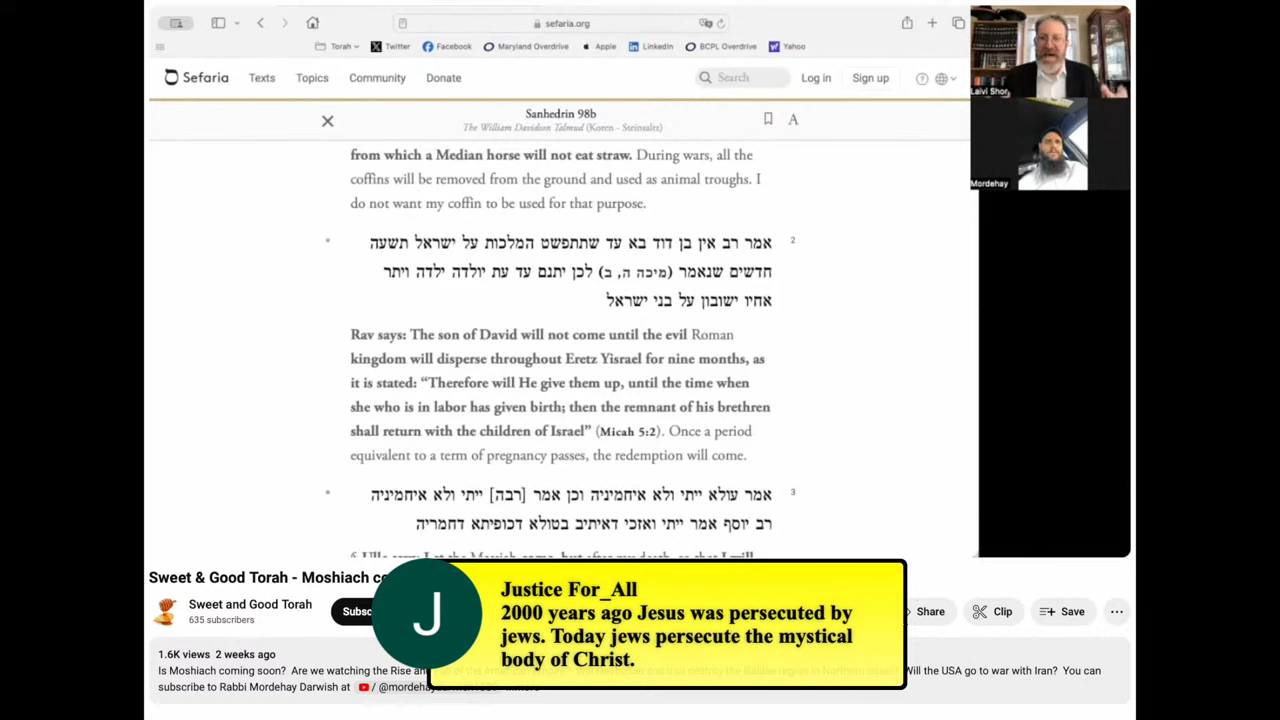 sefaria.org
Torah
Twitter
Facebook
Maryland Overdrive
Apple
LinkedIn
BCPL Overdrive
Yahoo
Sefaria
Texts
Topics
Community
Donate
Search
Log in
Sign up
Laivi Shor
Mordehay
Sanhedrin 98b
The William Davidson Talmud (Koren - Steinsaltz)
A
from which a Median horse will not eat straw. During wars, all the
coffins will be removed from the ground and used as animal troughs. I
do not want my coffin to be used for that purpose.
2
אמר רב אין בן דוד בא עד שתתפשט המלכות על ישראל תשעה
חדשים שנאמר (מיכה ה, ב) לכן יתנם עד עת יולדה ילדה ויתר
אחיו ישובון על בני ישראל
Rav says: The son of David will not come until the evil Roman
kingdom will disperse throughout Eretz Yisrael for nine months, as
it is stated: “Therefore will He give them up, until the time when
she who is in labor has given birth; then the remnant of his brethren
shall return with the children of Israel” (Micah 5:2). Once a period
equivalent to a term of pregnancy passes, the redemption will come.
3
אמר עולא ייתי ולא איחמיניה וכן אמר [רבה] ייתי ולא איחמיניה
רב יוסף אמר ייתי ואזכי דאיתיב בטולא דכופיתא דחמריה
Sweet & Good Torah - Moshiach
Sweet and Good Torah
635 subscribers
Subsc
Share
Clip
Save
J
Justice For_All
2000 years ago Jesus was persecuted by
jews. Today jews persecute the mystical
body of Christ.
1.6K views 2 weeks ago
Is Moshiach coming soon? Are we watching the Rise and Will the USA go to war with Iran? You can
subscribe to Rabbi Mordehay Darwish at